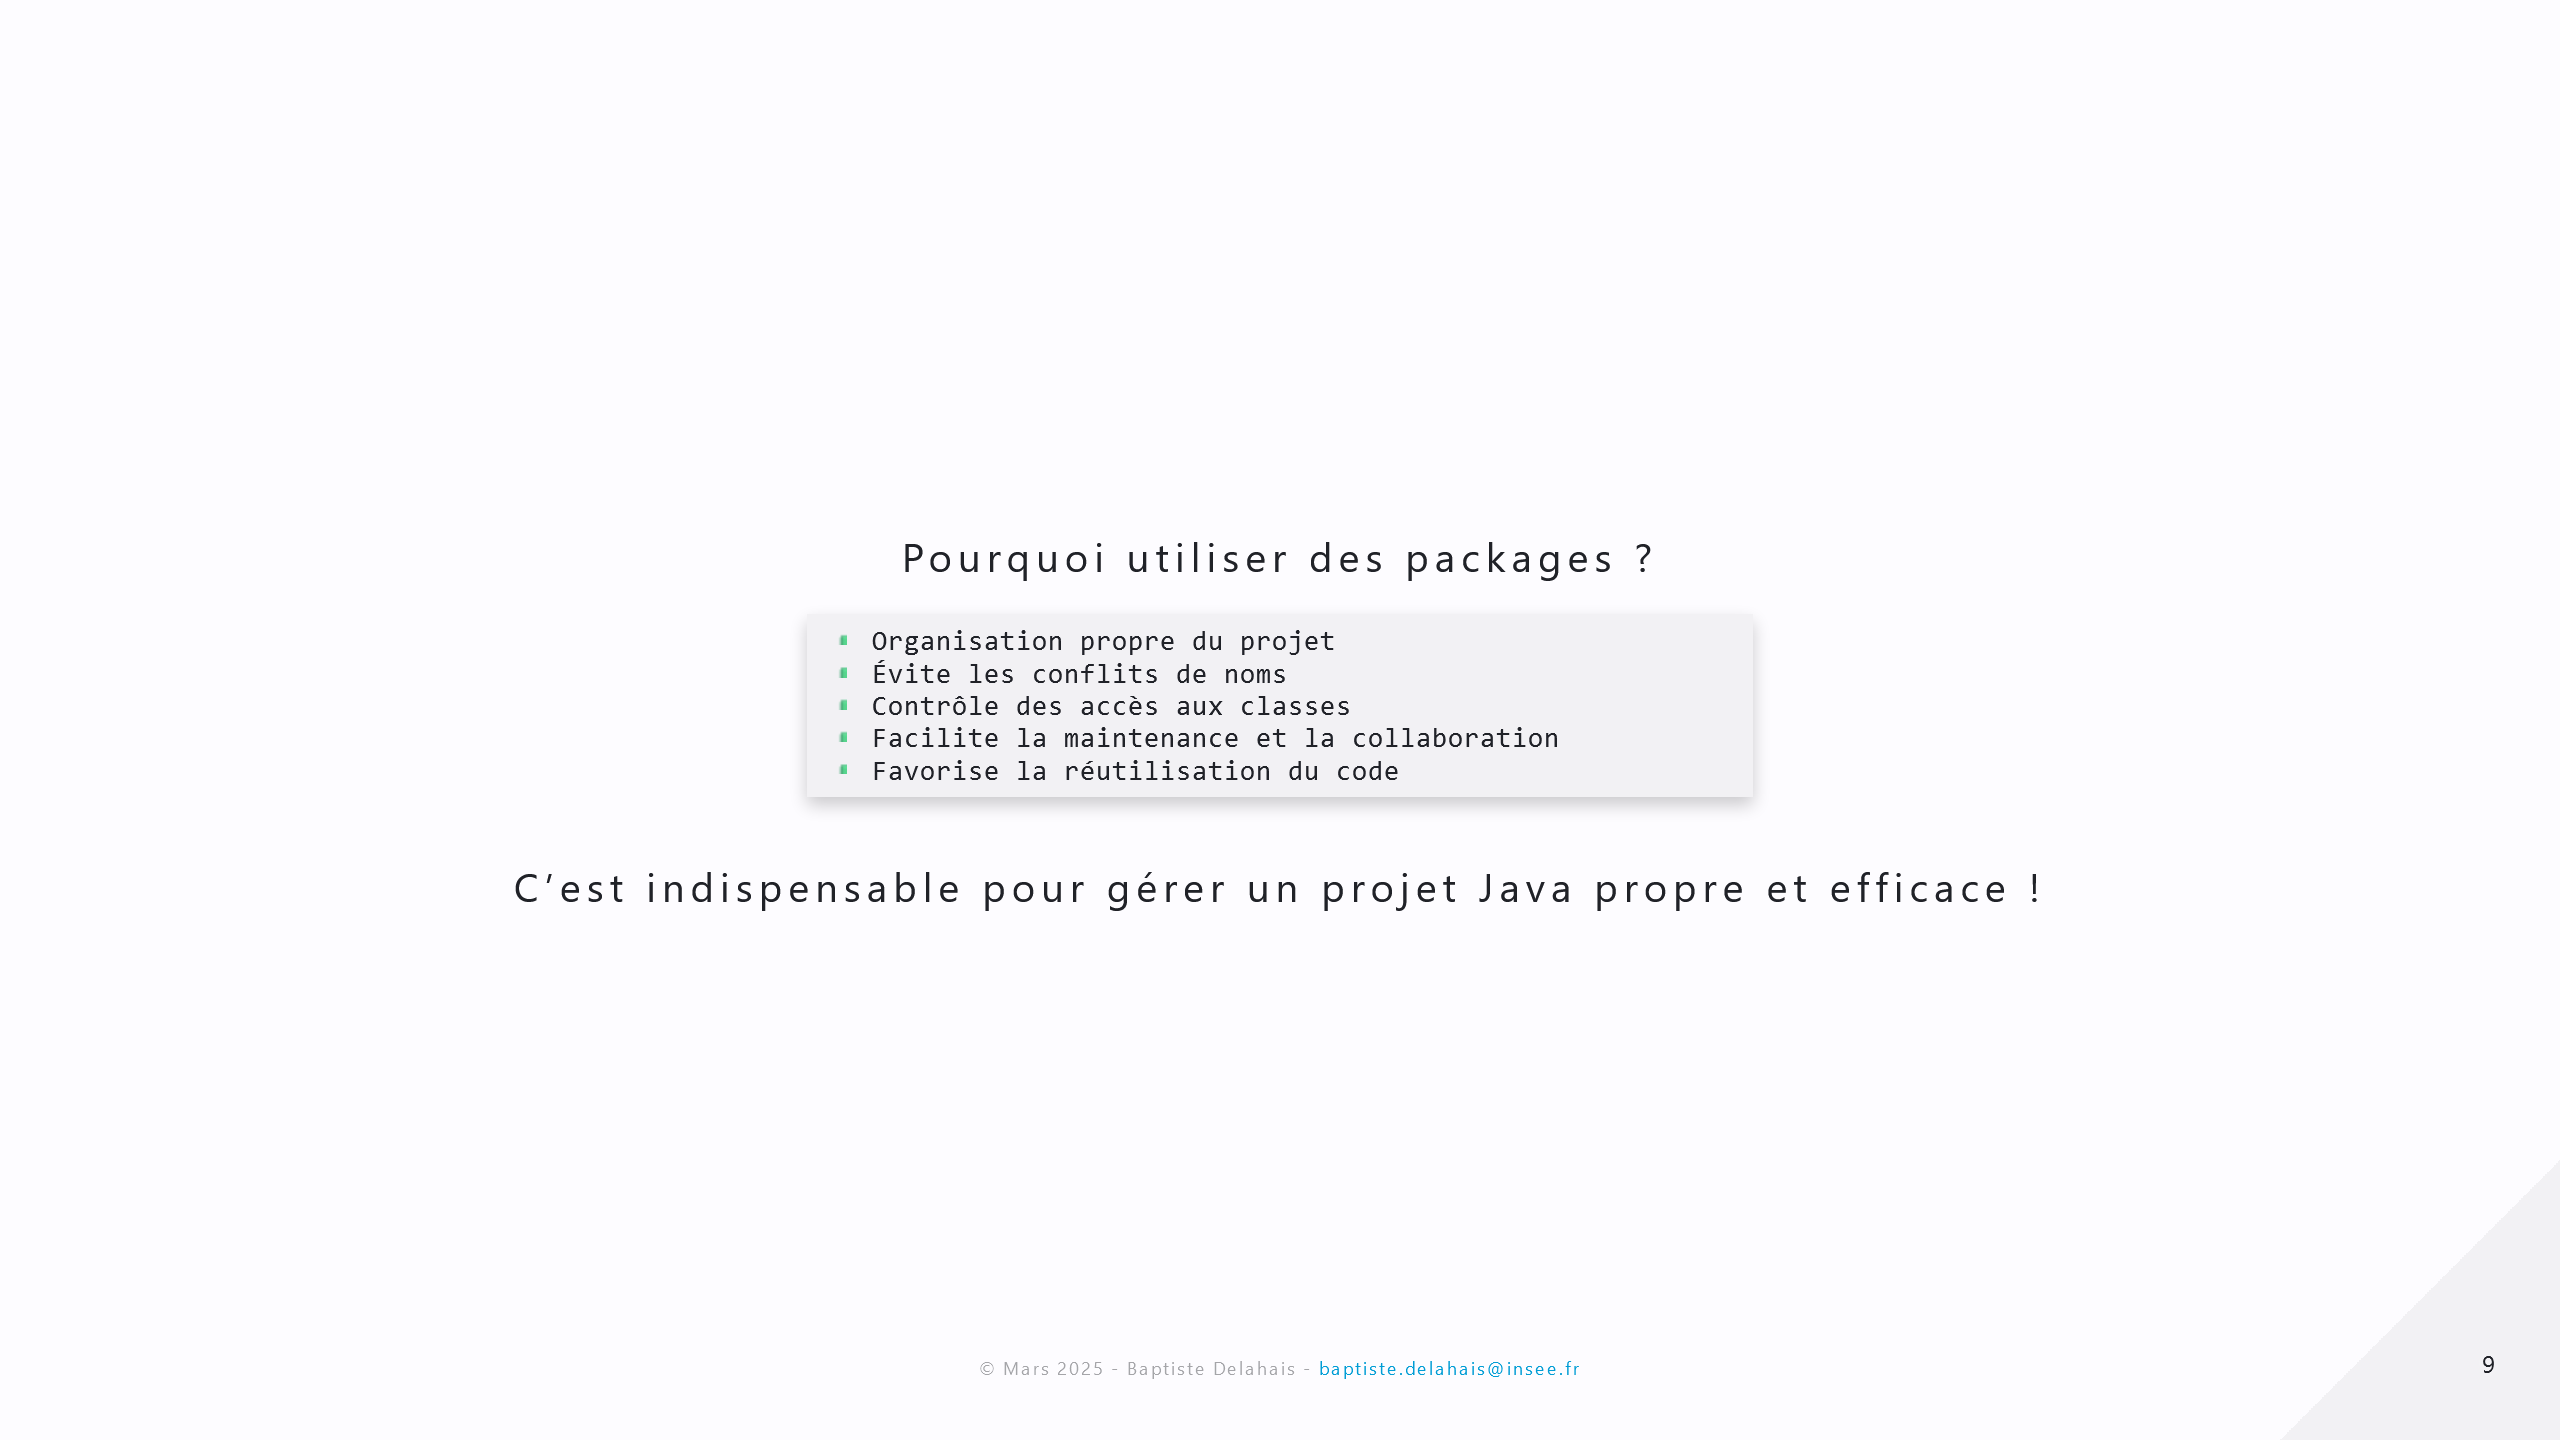 Pourquoi utiliser des packages ?
Organisation propre du projet
Évite les conflits de noms
Contrôle des accès aux classes
Facilite la maintenance et la collaboration
Favorise la réutilisation du code
C’est indispensable pour gérer un projet Java propre et efficace !
© Mars 2025 - Baptiste Delahais - baptiste.delahais@insee.fr
9